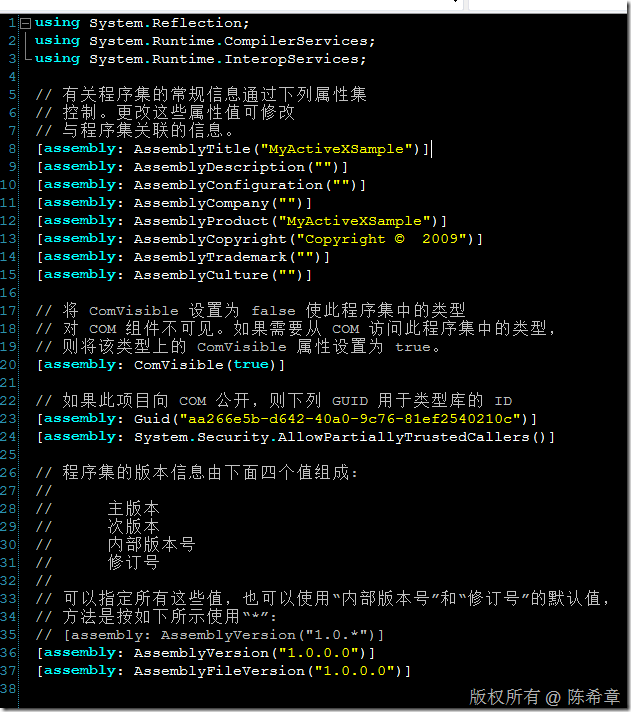 1 using System.Reflection;
2 using System.Runtime.CompilerServices;
3 using System.Runtime.InteropServices;
4
5 // 有关程序集的常规信息通过下列属性集
6 // 控制。更改这些属性值可修改
7 // 与程序集关联的信息。
8 [assembly: AssemblyTitle("MyActiveXSample")]
9 [assembly: AssemblyDescription("")]
10 [assembly: AssemblyConfiguration("")]
11 [assembly: AssemblyCompany("")]
12 [assembly: AssemblyProduct("MyActiveXSample")]
13 [assembly: AssemblyCopyright("Copyright ©  2009")]
14 [assembly: AssemblyTrademark("")]
15 [assembly: AssemblyCulture("")]
16
17 // 将 ComVisible 设置为 false 使此程序集中的类型
18 // 对 COM 组件不可见。如果需要从 COM 访问此程序集中的类型，
19 // 则将该类型上的 ComVisible 属性设置为 true。
20 [assembly: ComVisible(true)]
21
22 // 如果此项目向 COM 公开，则下列 GUID 用于类型库的 ID
23 [assembly: Guid("aa266e5b-d642-40a0-9c76-81ef2540210c")]
24 [assembly: System.Security.AllowPartiallyTrustedCallers()]
25
26 // 程序集的版本信息由下面四个值组成:
27 //
28 //      主版本
29 //      次版本
30 //      内部版本号
31 //      修订号
32 //
33 // 可以指定所有这些值，也可以使用“内部版本号”和“修订号”的默认值，
34 // 方法是按如下所示使用“*”:
35 // [assembly: AssemblyVersion("1.0.*")]
36 [assembly: AssemblyVersion("1.0.0.0")]
37 [assembly: AssemblyFileVersion("1.0.0.0")]
38
版权所有 @ 陈希章